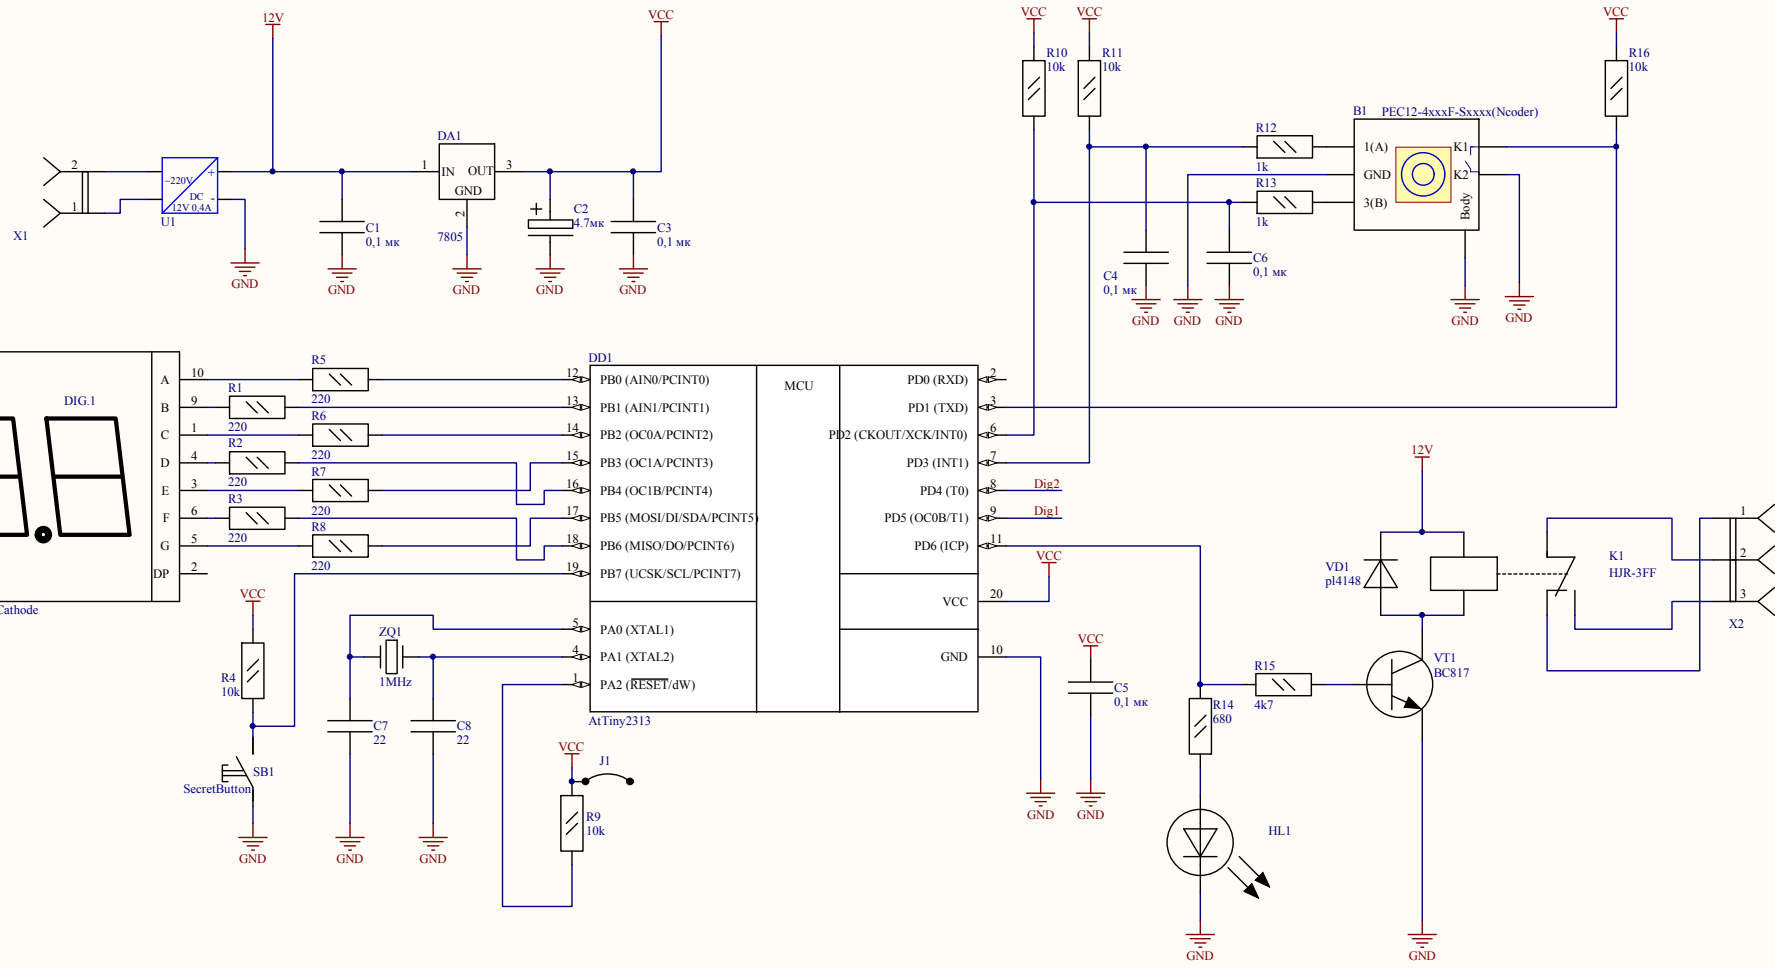 12V
VCC
VCC
VCC
VCC
R10
10k
R11
10k
R16
10k
B1
PEC12-4xxxF-Sxxxx(Ncoder)
DA1
1
IN
OUT
3
GND
2
7805
2
1
X1
~220V
+
DC
-
12V 0,4A
U1
GND
C1
0,1 мк
GND
GND
+
C2
4.7мк
GND
C3
0,1 мк
GND
R12
1k
R13
1k
1(A)
GND
3(B)
K1
K2
Body
C4
0,1 мк
C6
0,1 мк
GND
GND
GND
GND
GND
DIG.1
A
B
C
D
E
F
G
DP
10
9
1
4
3
6
5
2
Cathode
R5
220
R1
220
R6
220
R2
220
R7
220
R3
220
R8
220
DD1
MCU
12
PB0 (AIN0/PCINT0)
13
PB1 (AIN1/PCINT1)
14
PB2 (OC0A/PCINT2)
15
PB3 (OC1A/PCINT3)
16
PB4 (OC1B/PCINT4)
17
PB5 (MOSI/DI/SDA/PCINT5)
18
PB6 (MISO/DO/PCINT6)
19
PB7 (UCSK/SCL/PCINT7)
5
PA0 (XTAL1)
4
PA1 (XTAL2)
1
PA2 (RESET/dW)
AtTiny2313
PD0 (RXD)
2
PD1 (TXD)
3
PD2 (CKOUT/XCK/INT0)
6
PD3 (INT1)
7
PD4 (T0)
8
Dig2
PD5 (OC0B/T1)
9
Dig1
PD6 (ICP)
11
VCC
VCC
20
GND
10
GND
VCC
C5
0,1 мк
GND
VCC
R4
10k
SB1
SecretButton
GND
ZQ1
1MHz
C7
22
GND
C8
22
GND
VCC
J1
R9
10k
R14
680
HL1
GND
R15
4k7
12V
VD1
pl4148
VT1
BC817
GND
K1
HJR-3FF
1
2
3
X2